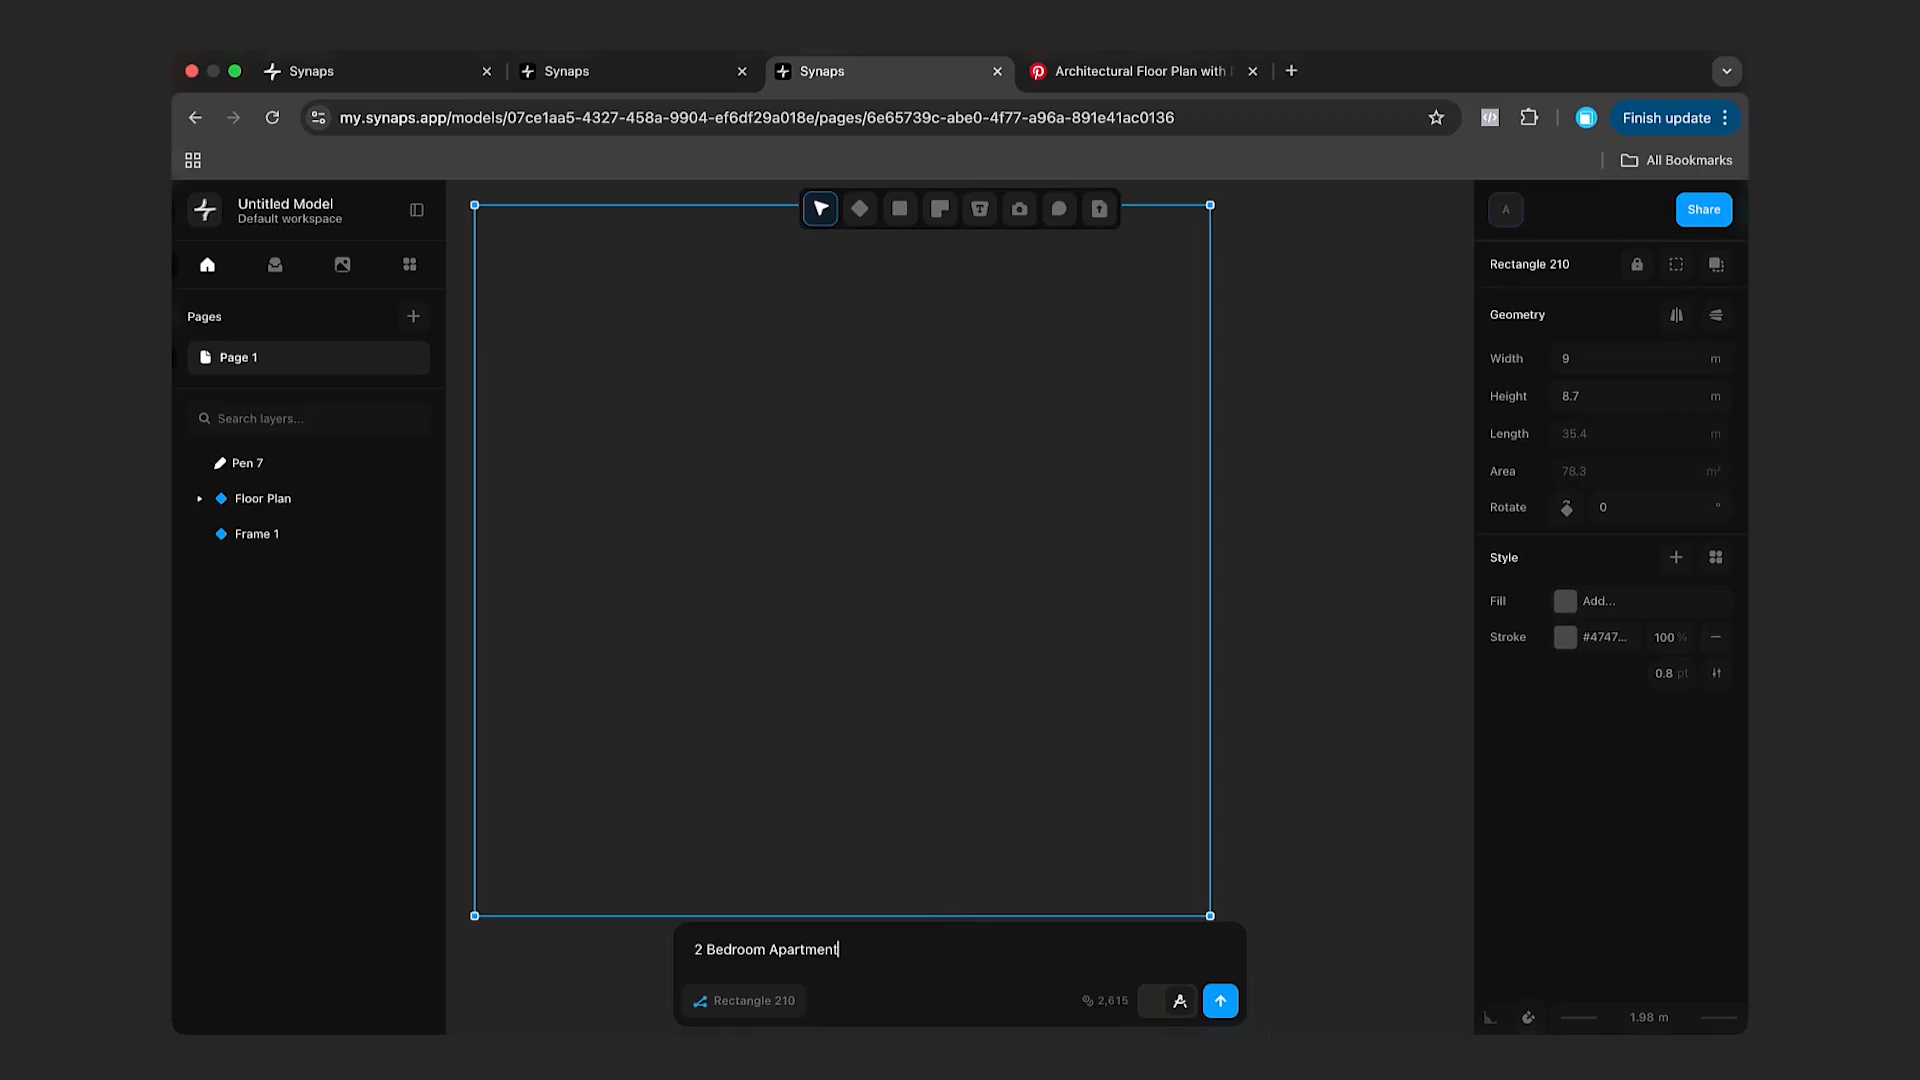 Synaps
Synaps
Synaps
Architectural Floor Plan with
my.synaps.app/models/07ce1aa5-4327-458a-9904-ef6df29a018e/pages/6e65739c-abe0-4f77-a96a-891e41ac0136
Finish update
All Bookmarks
Untitled Model
Default workspace
Pages
Page 1
Search layers...
Pen 7
Floor Plan
Frame 1
2 Bedroom Apartment
Rectangle 210
2,615
A
Share
Rectangle 210
Geometry
Width 9 m
Height 8.7 m
Length 35.4 m
Area 78.3 m²
Rotate 0 °
Style
Fill Add...
Stroke #4747... 100 %
0.8 pt
1.98 m